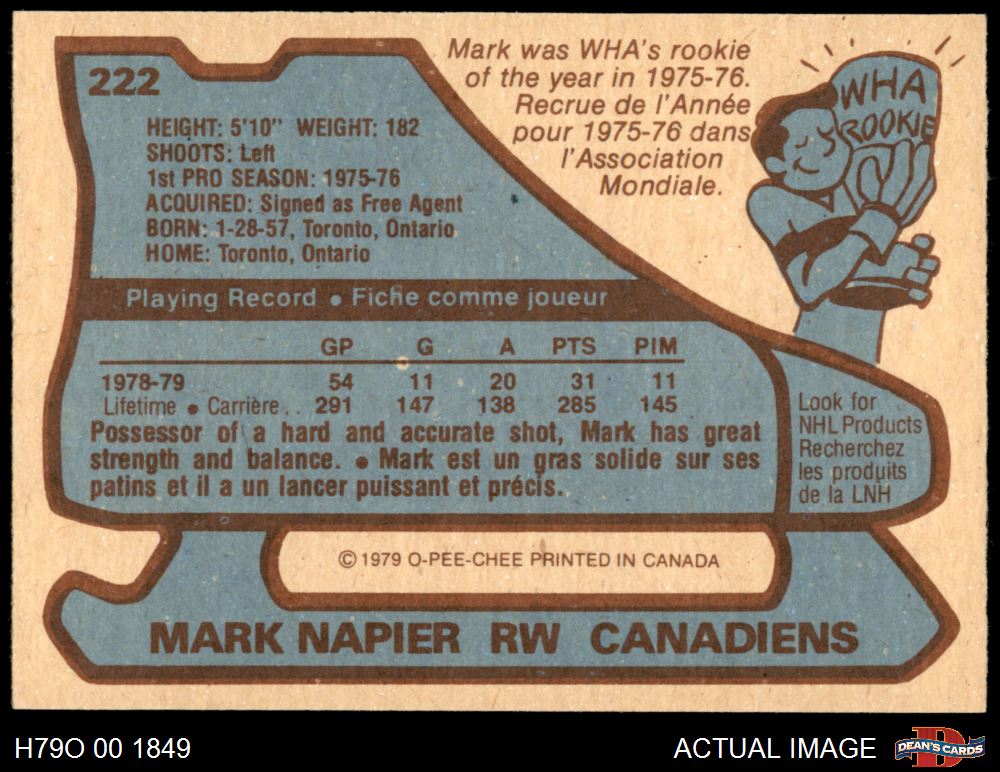 222
HEIGHT: 5'10" WEIGHT: 182
SHOOTS: Left
1st PRO SEASON: 1975-76
ACQUIRED: Signed as Free Agent
BORN: 1-28-57, Toronto, Ontario
HOME: Toronto, Ontario
Mark was WHA's rookie
of the year in 1975-76.
Recrue de l'Année
pour 1975-76 dans
l'Association
Mondiale.
WHA
ROOKIE
Playing Record • Fiche comme joueur
GP G A PTS PIM
1978-79 54 11 20 31 11
Lifetime • Carrière . . 291 147 138 285 145
Possessor of a hard and accurate shot, Mark has great
strength and balance. • Mark est un gras solide sur ses
patins et il a un lancer puissant et précis.
Look for
NHL Products
Recherchez
les produits
de la LNH
© 1979 O-PEE-CHEE PRINTED IN CANADA
MARK NAPIER RW CANADIENS
H79O 00 1849
ACTUAL IMAGE
D
DEAN'S CARDS